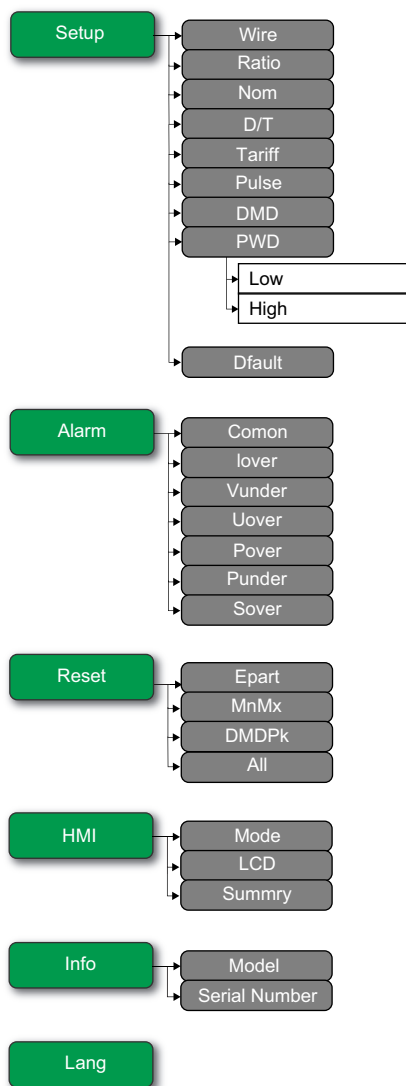 Setup
Wire
Ratio
Nom
D/T
Tariff
Pulse
DMD
PWD
Low
High
Dfault
Alarm
Comon
Iover
Vunder
Uover
Pover
Punder
Sover
Reset
Epart
MnMx
DMDPk
All
HMI
Mode
LCD
Summry
Info
Model
Serial Number
Lang